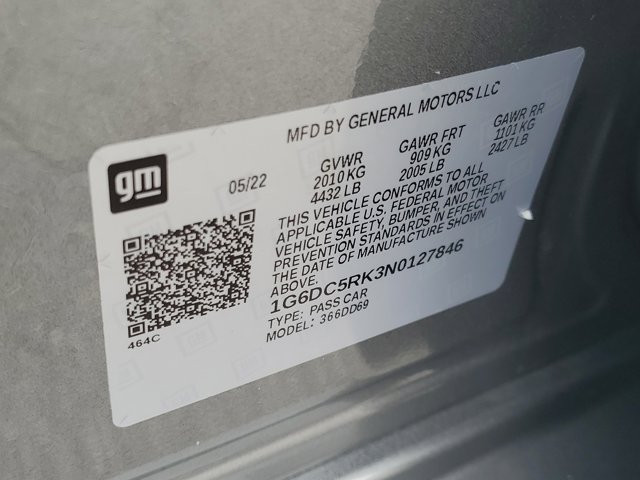 MFD BY GENERAL MOTORS LLC
gm
05/22
GVWR
2010 KG
4432 LB
GAWR FRT
909 KG
2005 LB
GAWR RR
1101 KG
2427 LB
THIS VEHICLE CONFORMS TO ALL
APPLICABLE U.S. FEDERAL MOTOR
VEHICLE SAFETY, BUMPER, AND THEFT
PREVENTION STANDARDS IN EFFECT ON
THE DATE OF MANUFACTURE SHOWN
ABOVE.
1G6DC5RK3N0127846
TYPE: PASS CAR
MODEL: 366DD69
464C